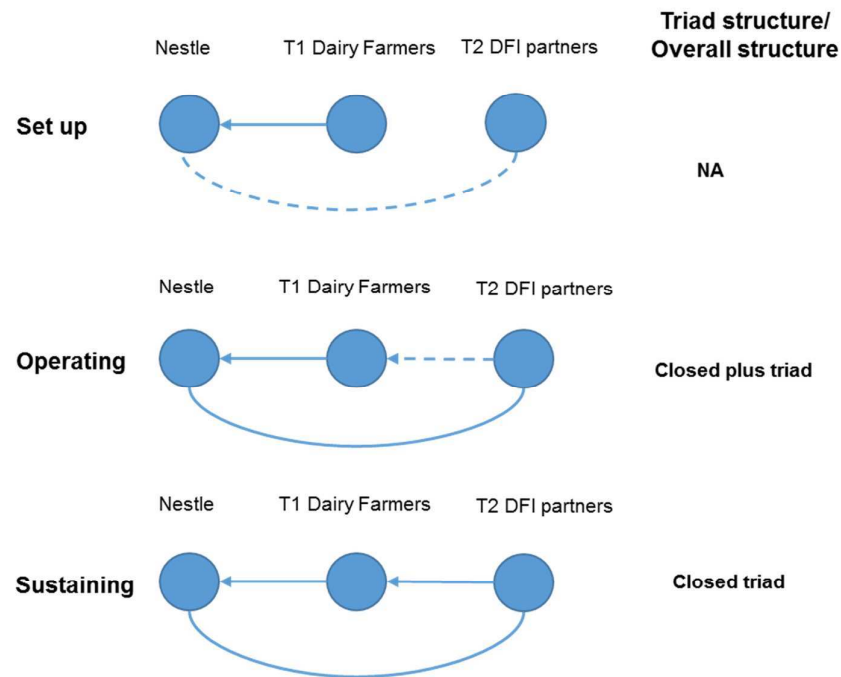 Triad structure/
Overall structure
Nestle T1 Dairy Farmers T2 DFI partners
Set up
NA
Nestle T1 Dairy Farmers T2 DFI partners
Operating
Closed plus triad
Nestle T1 Dairy Farmers T2 DFI partners
Sustaining
Closed triad